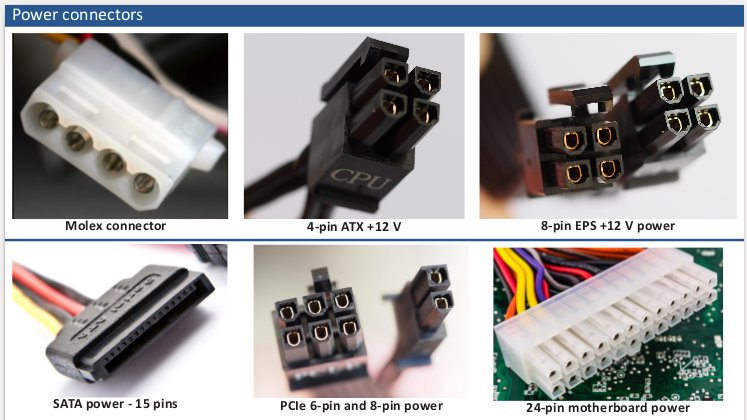 Power connectors
CPU
Molex connector
4-pin ATX +12 V
8-pin EPS +12 V power
SATA power - 15 pins
PCIe 6-pin and 8-pin power
24-pin motherboard power